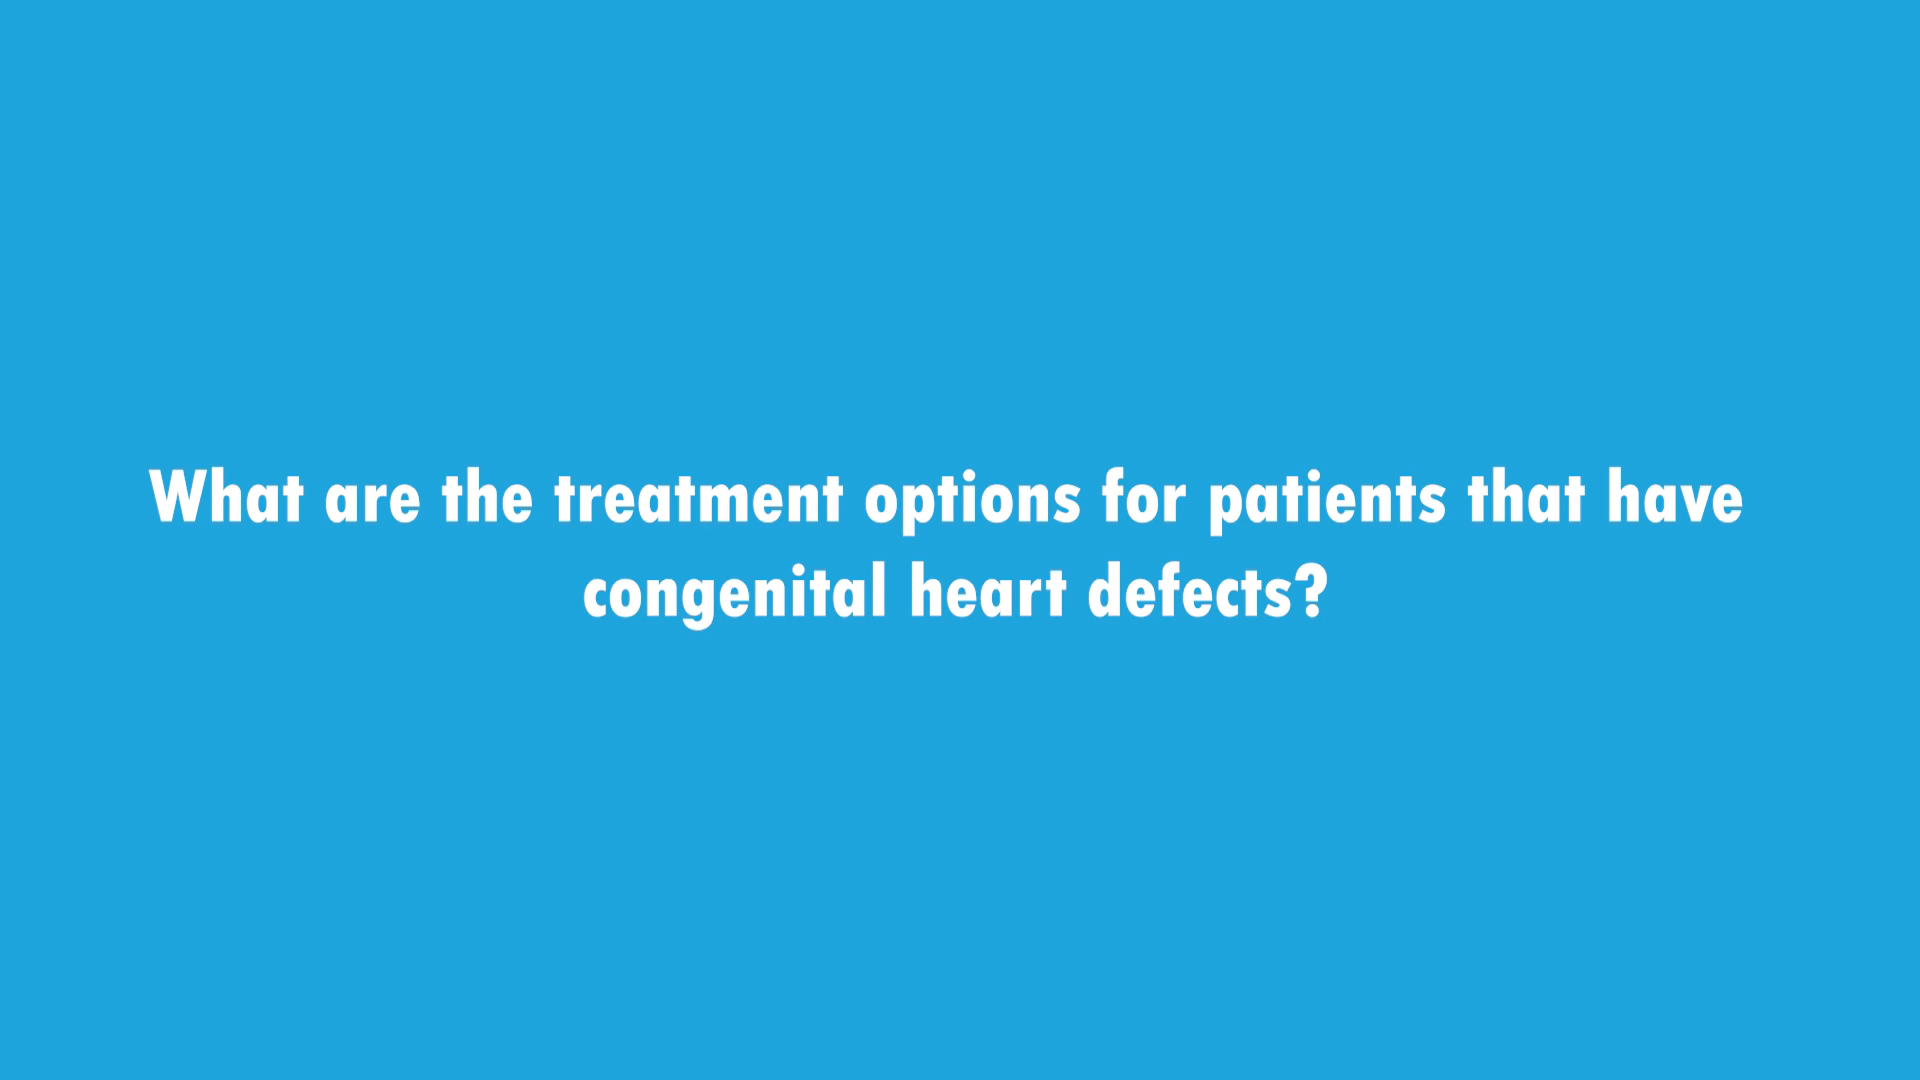 What are the treatment options for patients that have
congenital heart defects?